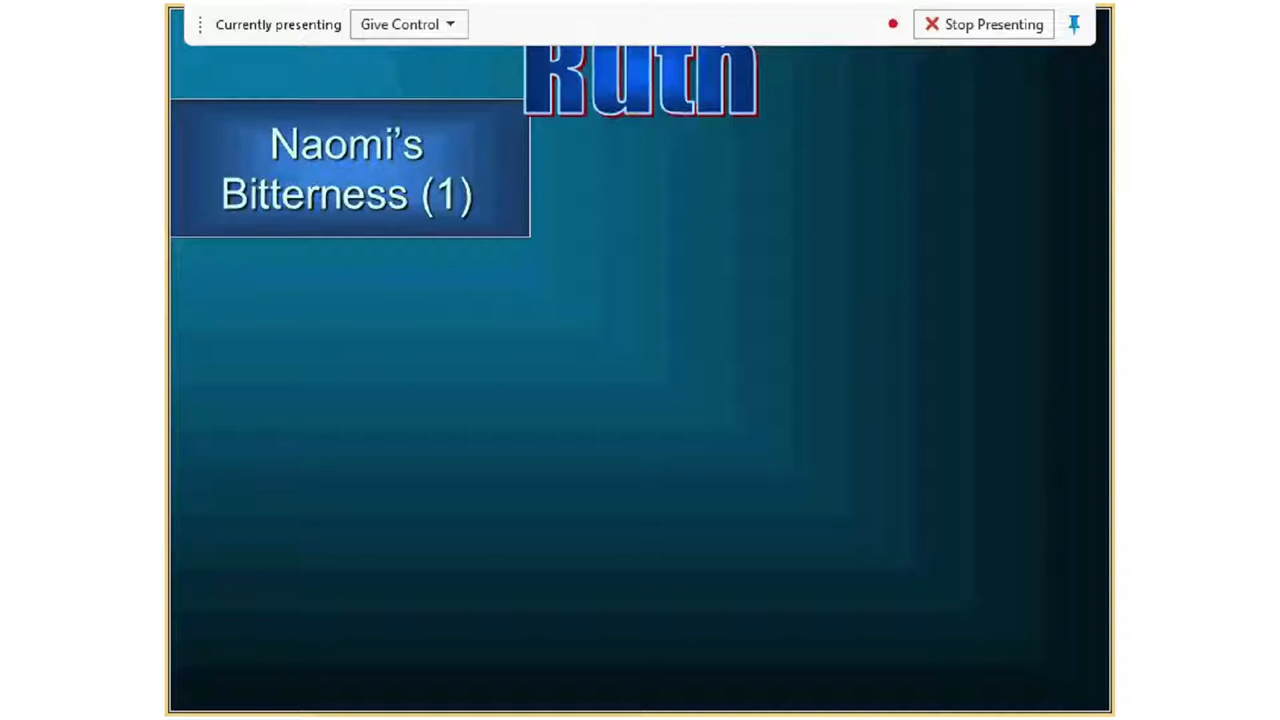 Currently presenting Give Control Stop Presenting
Ruth
Naomi’s
Bitterness (1)